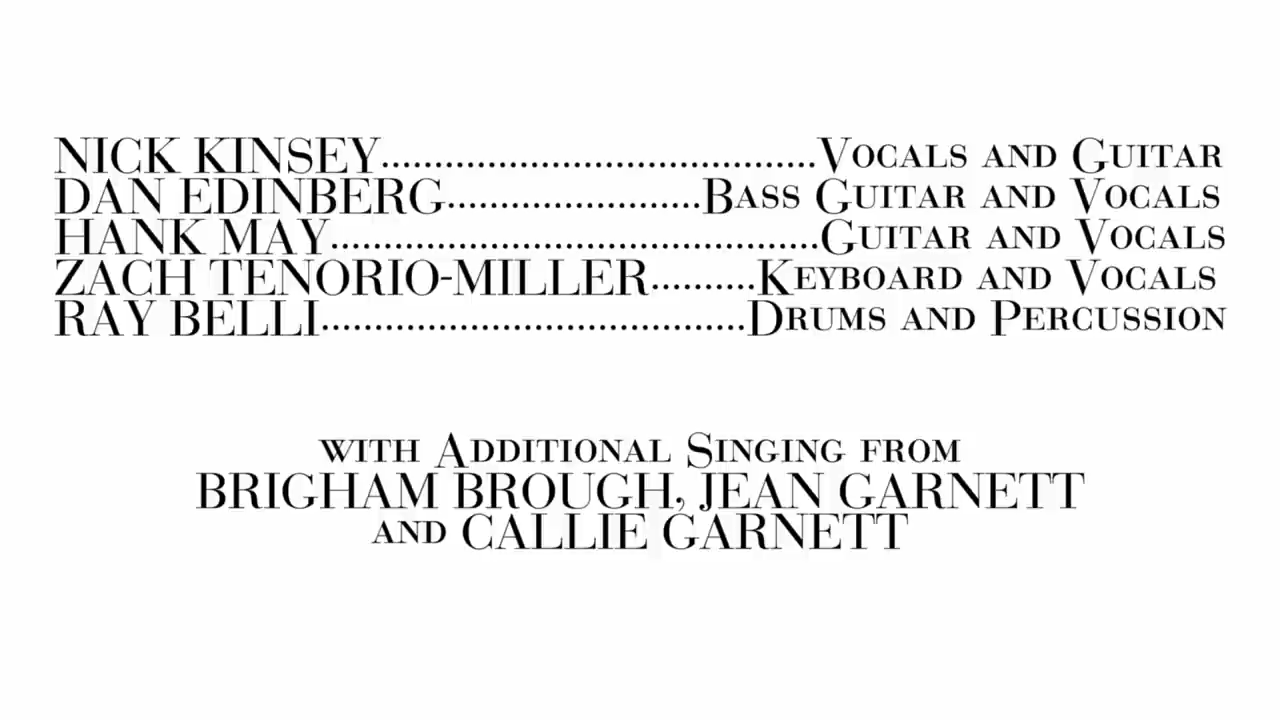 NICK KINSEY.........................................Vocals and Guitar
DAN EDINBERG........................Bass Guitar and Vocals
HANK MAY..............................................Guitar and Vocals
ZACH TENORIO-MILLER..........Keyboard and Vocals
RAY BELLI........................................Drums and Percussion
with Additional Singing from
BRIGHAM BROUGH, JEAN GARNETT
and CALLIE GARNETT